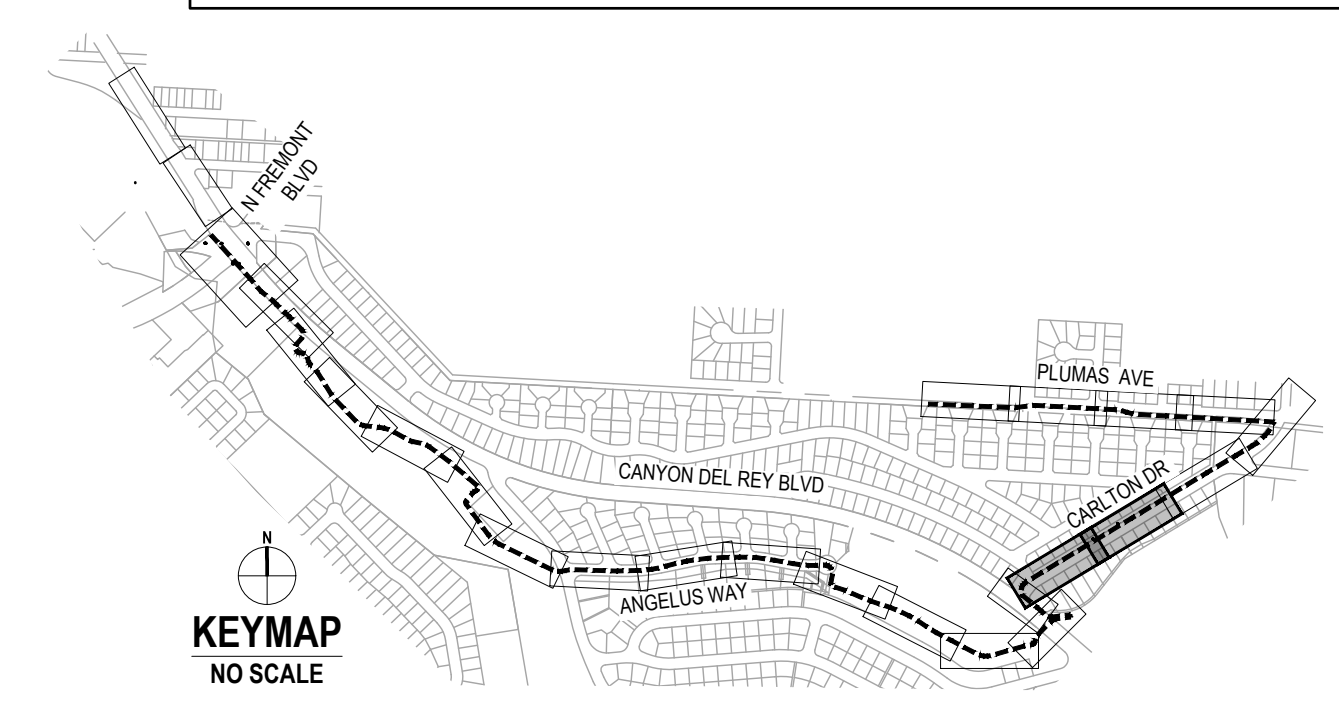 N FREMONT
BLVD
PLUMAS AVE
CANYON DEL REY BLVD
CARLTON DR
ANGELUS WAY
N
KEYMAP
NO SCALE